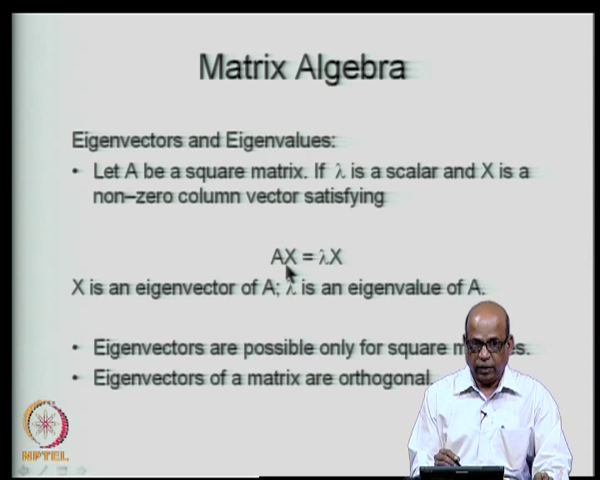 Matrix Algebra
Eigenvectors and Eigenvalues:
• Let A be a square matrix. If λ is a scalar and X is a
non–zero column vector satisfying
AX = λX
X is an eigenvector of A; λ is an eigenvalue of A.
• Eigenvectors are possible only for square
• Eigenvectors of a matrix are orthogonal.
NPTEL